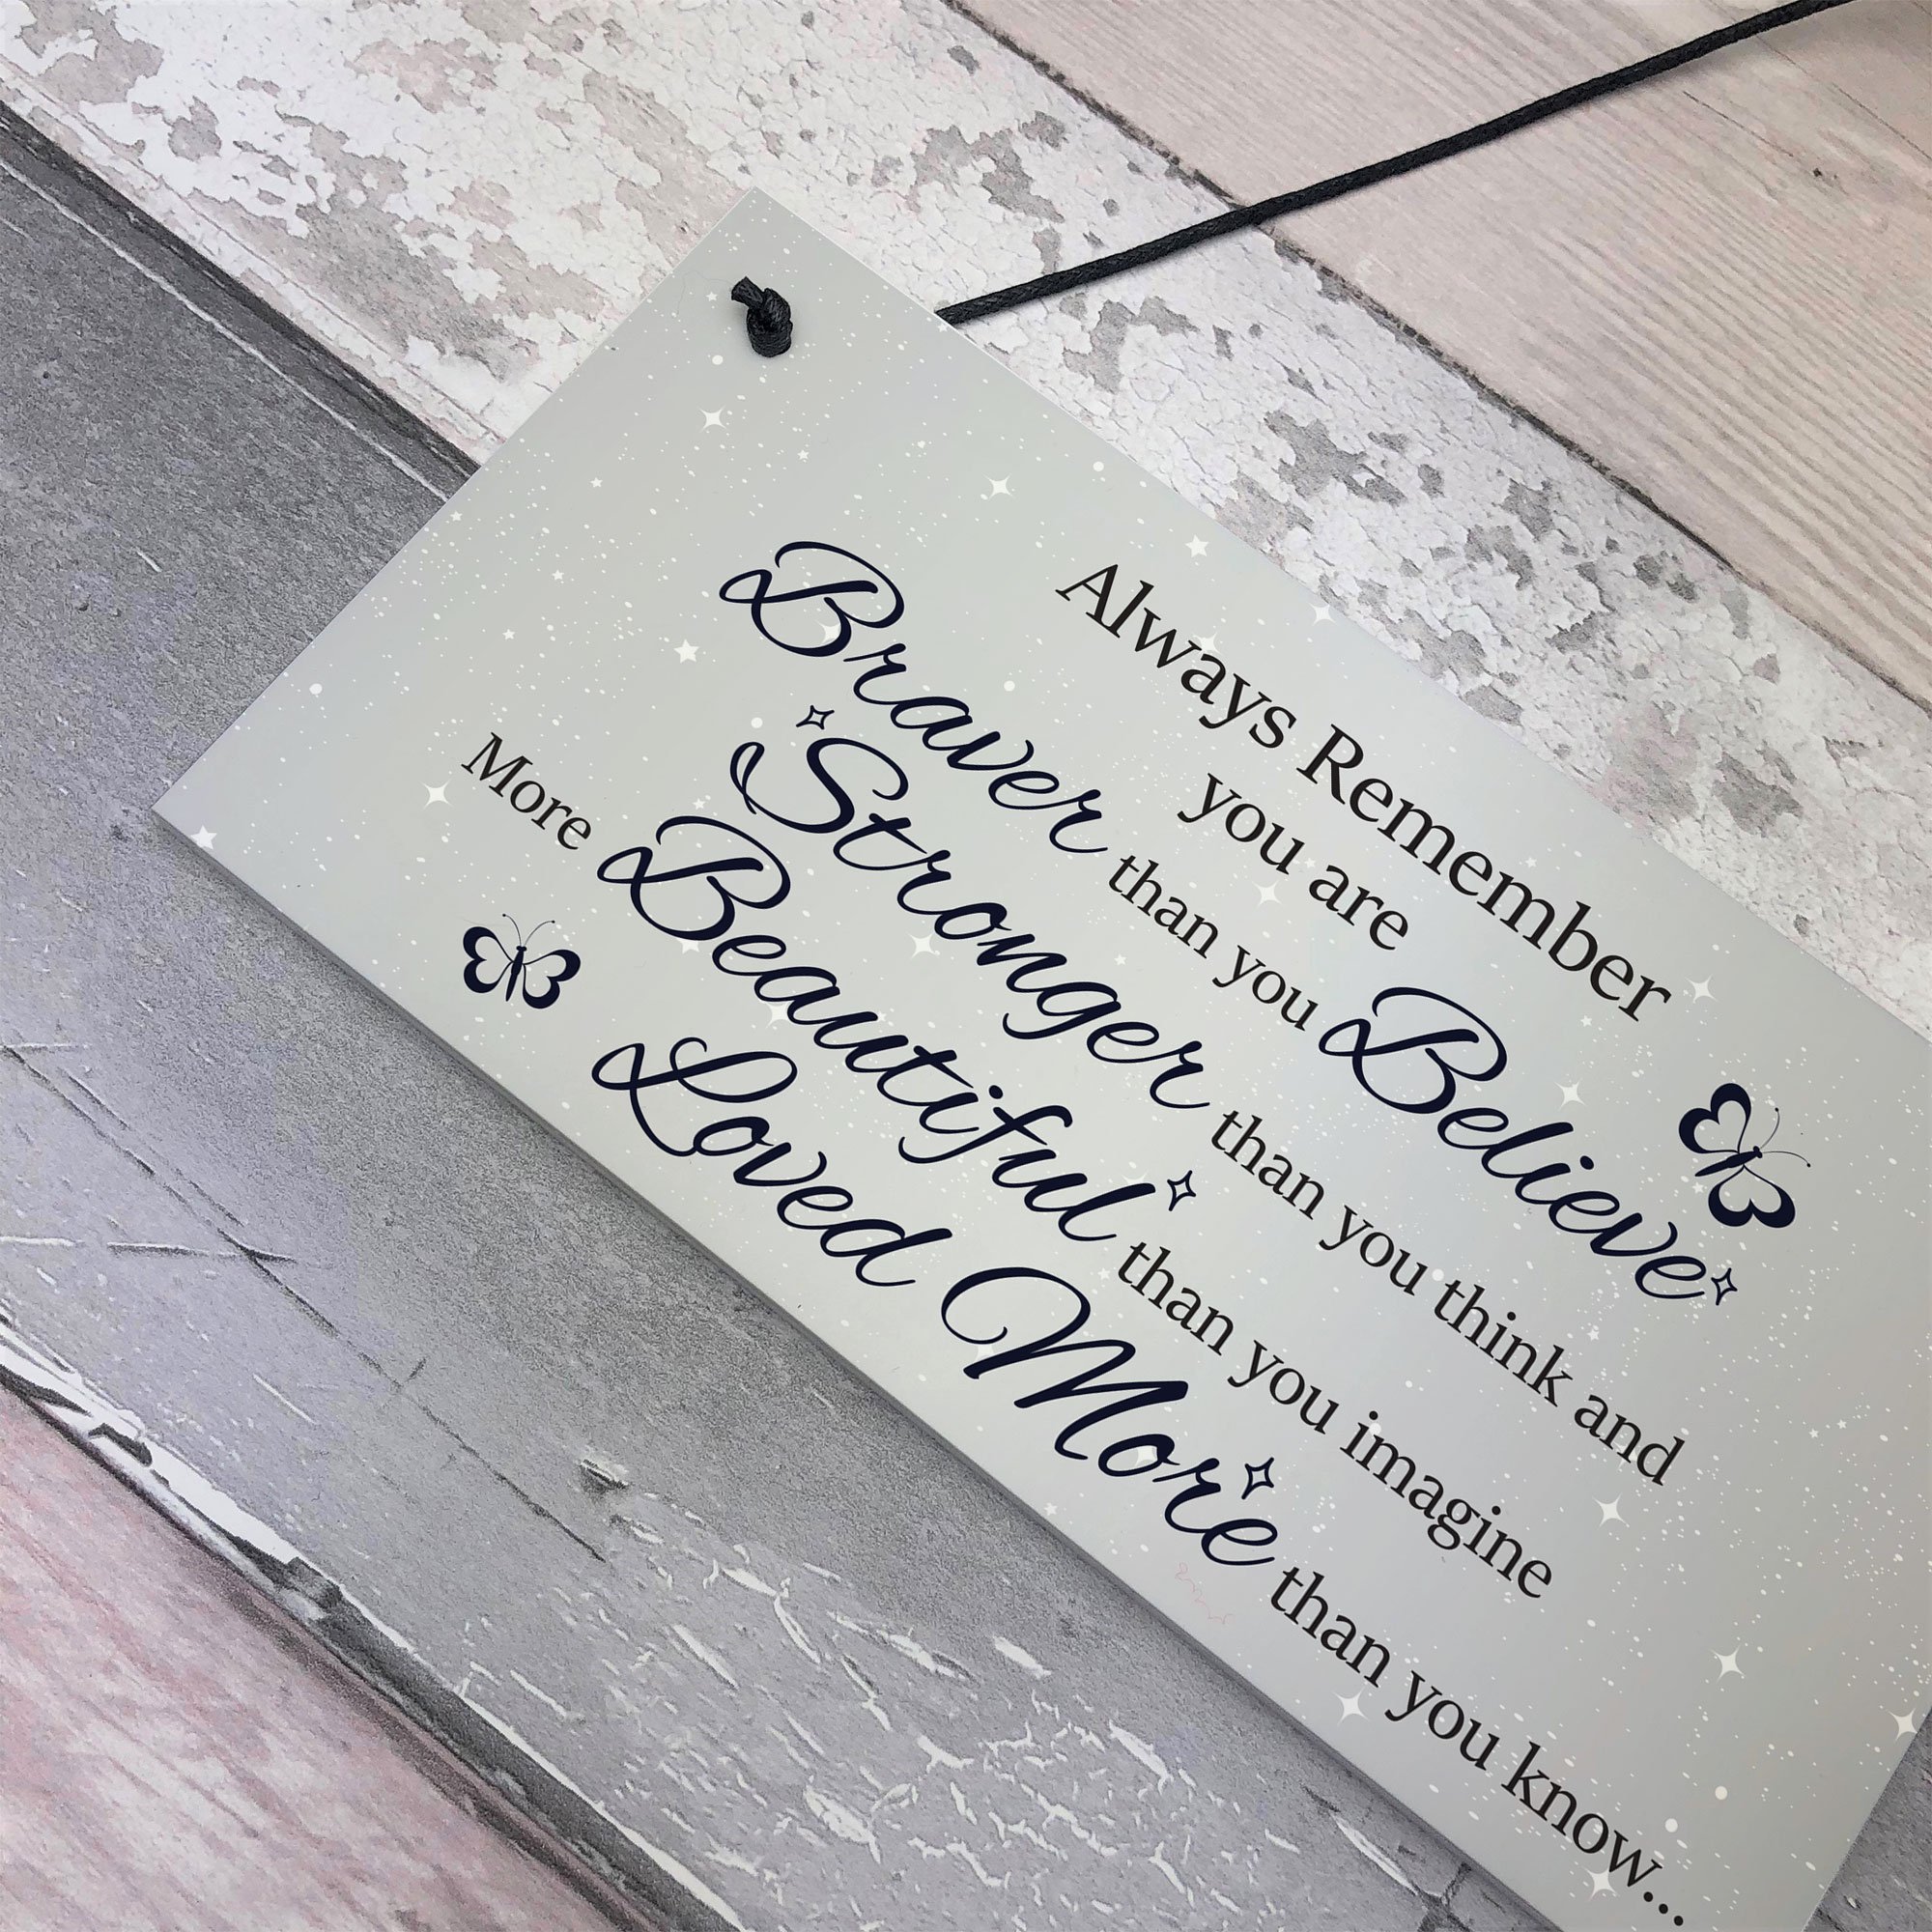 Always Remember
you are
Braver than you Believe
Stronger than you think and
More Beautiful than you imagine
Loved More than you know...